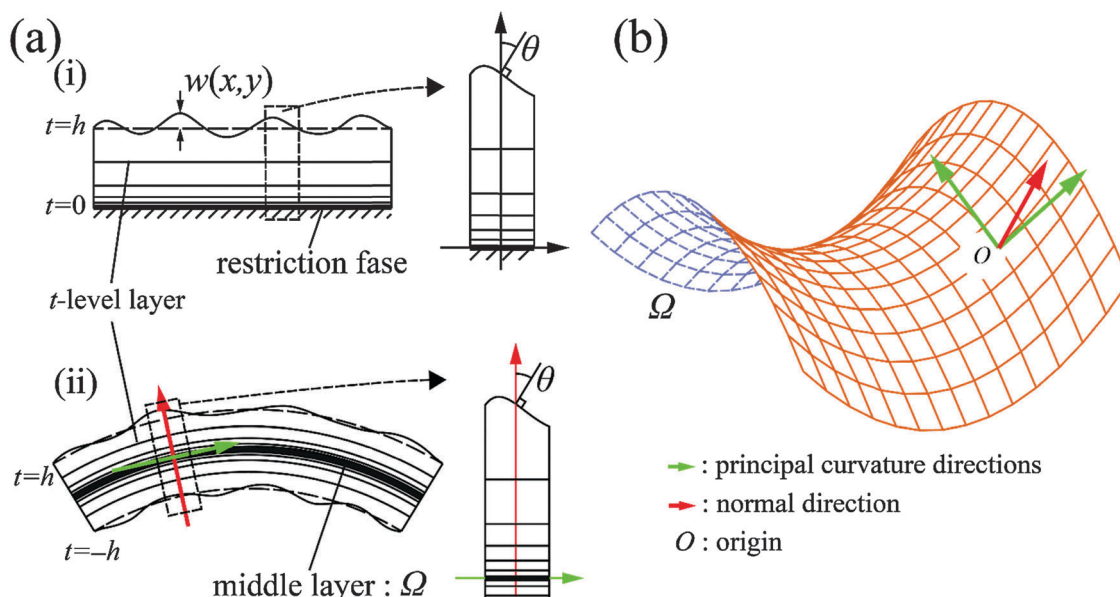 (a)
(i)
w(x,y)
θ
t=h
t=0
restriction fase
t-level layer
(ii)
θ
t=h
t=–h
middle layer : Ω
(b)
O
Ω
: principal curvature directions
: normal direction
O : origin